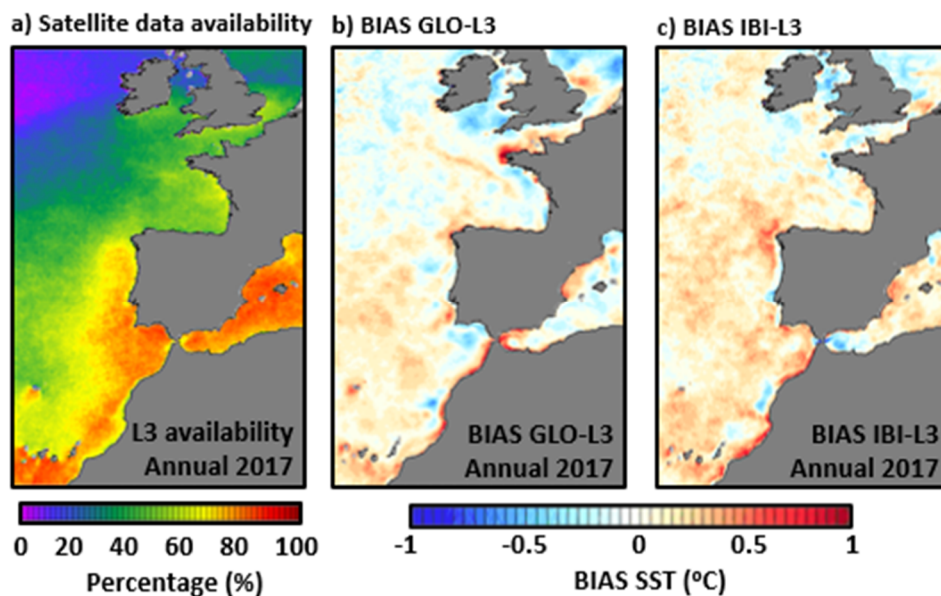 a) Satellite data availability
b) BIAS GLO-L3
c) BIAS IBI-L3
L3 availability
Annual 2017
BIAS GLO-L3
Annual 2017
BIAS IBI-L3
Annual 2017
0 20 40 60 80 100
Percentage (%)
-1 -0.5 0 0.5 1
BIAS SST (ºC)